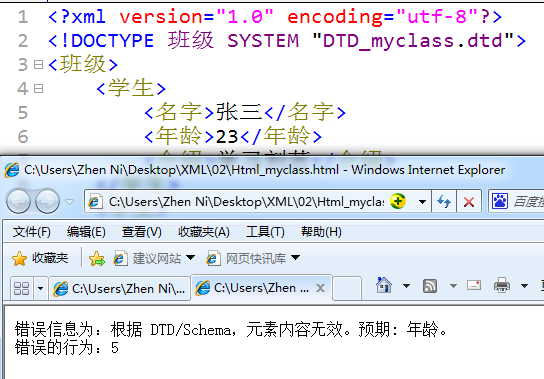 1 <?xml version="1.0" encoding="utf-8"?>
2 <!DOCTYPE 班级 SYSTEM "DTD_myclass.dtd">
3 <班级>
4 <学生>
5 <名字>张三</名字>
6 <年龄>23</年龄>
C:\Users\Zhen Ni\Desktop\XML\02\Html_myclass.html - Windows Internet Explorer
C:\Users\Zhen Ni\Desktop\XML\02\Html_myclass.html 百度
文件(F) 编辑(E) 查看(V) 收藏夹(A) 工具(T) 帮助(H)
收藏夹 建议网站 网页快讯库
C:\Users\Zhen Ni\... C:\Users\Zhen ...
错误信息为: 根据 DTD/Schema, 元素内容无效。预期: 年龄。
错误的行为: 5